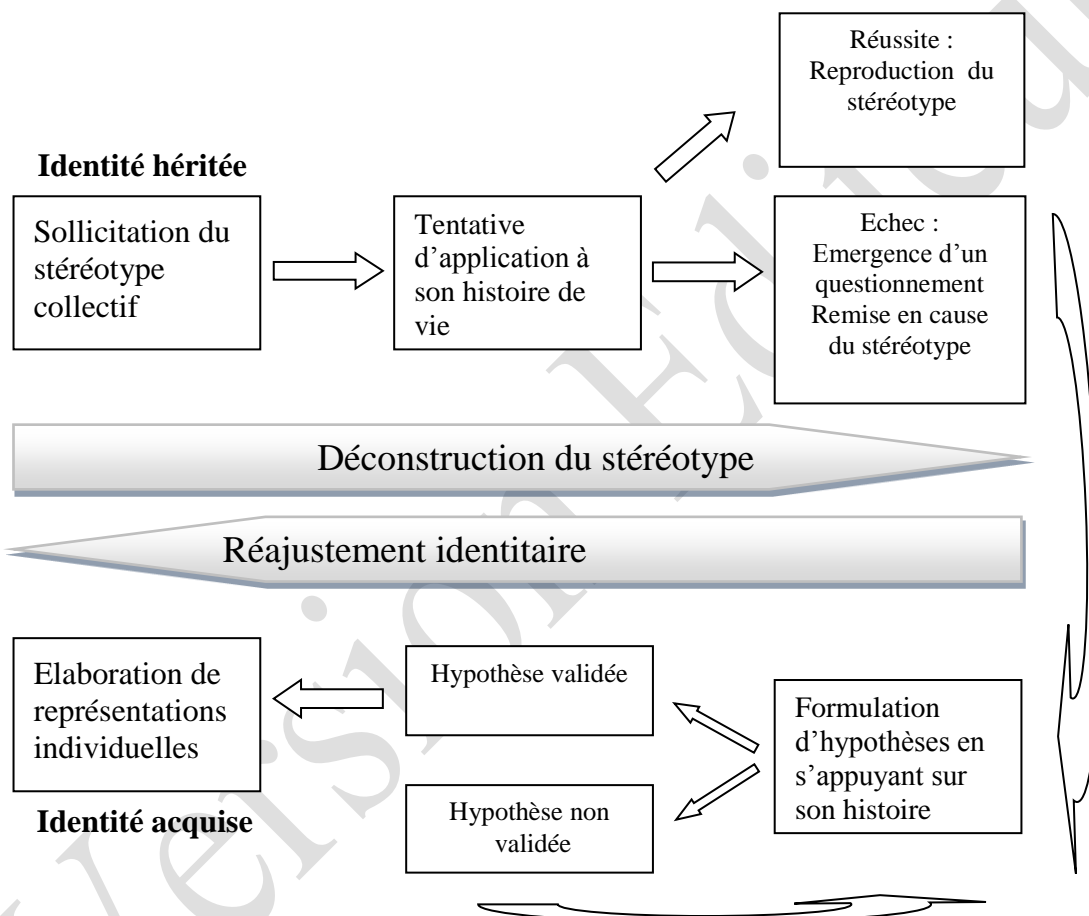 Réussite :
Reproduction du
stéréotype
Identité héritée
Sollicitation du
stéréotype
collectif
Tentative
d’application à
son histoire de
vie
Echec :
Emergence d’un
questionnement
Remise en cause
du stéréotype
Déconstruction du stéréotype
Réajustement identitaire
Elaboration de
représentations
individuelles
Hypothèse validée
Formulation
d’hypothèses en
s’appuyant sur
son histoire
Hypothèse non
validée
Identité acquise